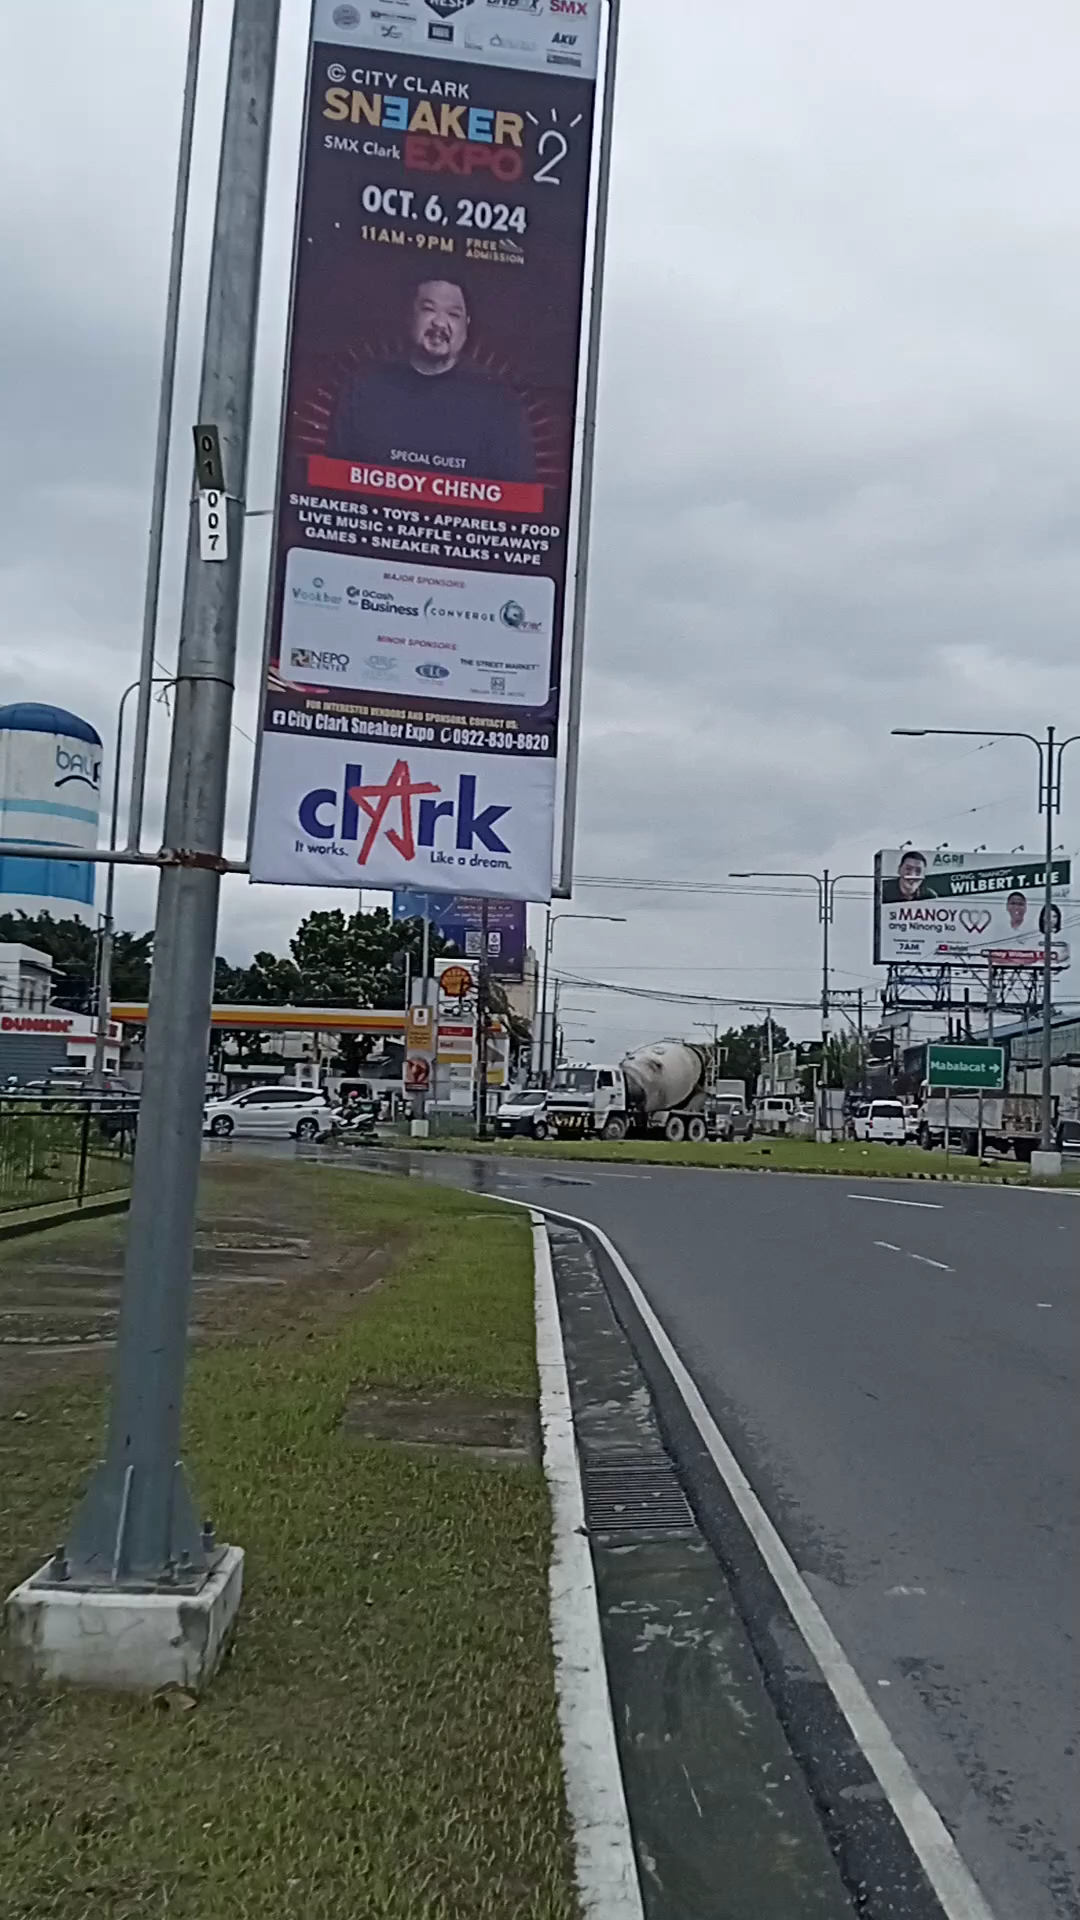 SMX
AKU
CITY CLARK
SNEAKER
SMX Clark EXPO 2
OCT. 6, 2024
11AM-9PM FREE ADMISSION
SPECIAL GUEST
BIGBOY CHENG
SNEAKERS • TOYS • APPARELS • FOOD
LIVE MUSIC • RAFFLE • GIVEAWAYS
GAMES • SNEAKER TALKS • VAPE
MAJOR SPONSORS:
GCash for Business CONVERGE
MINOR SPONSORS:
NEPO CENTER CTC THE STREET MARKET
FOR INTERESTED VENDORS AND SPONSORS, CONTACT US:
City Clark Sneaker Expo 0922-830-8820
clark
It works. Like a dream.
01
007
DUNKIN'
AGRI
CONG. "MANOY"
WILBERT T. LEE
Si MANOY
ang Ninong ko
7AM
Mabalacat →